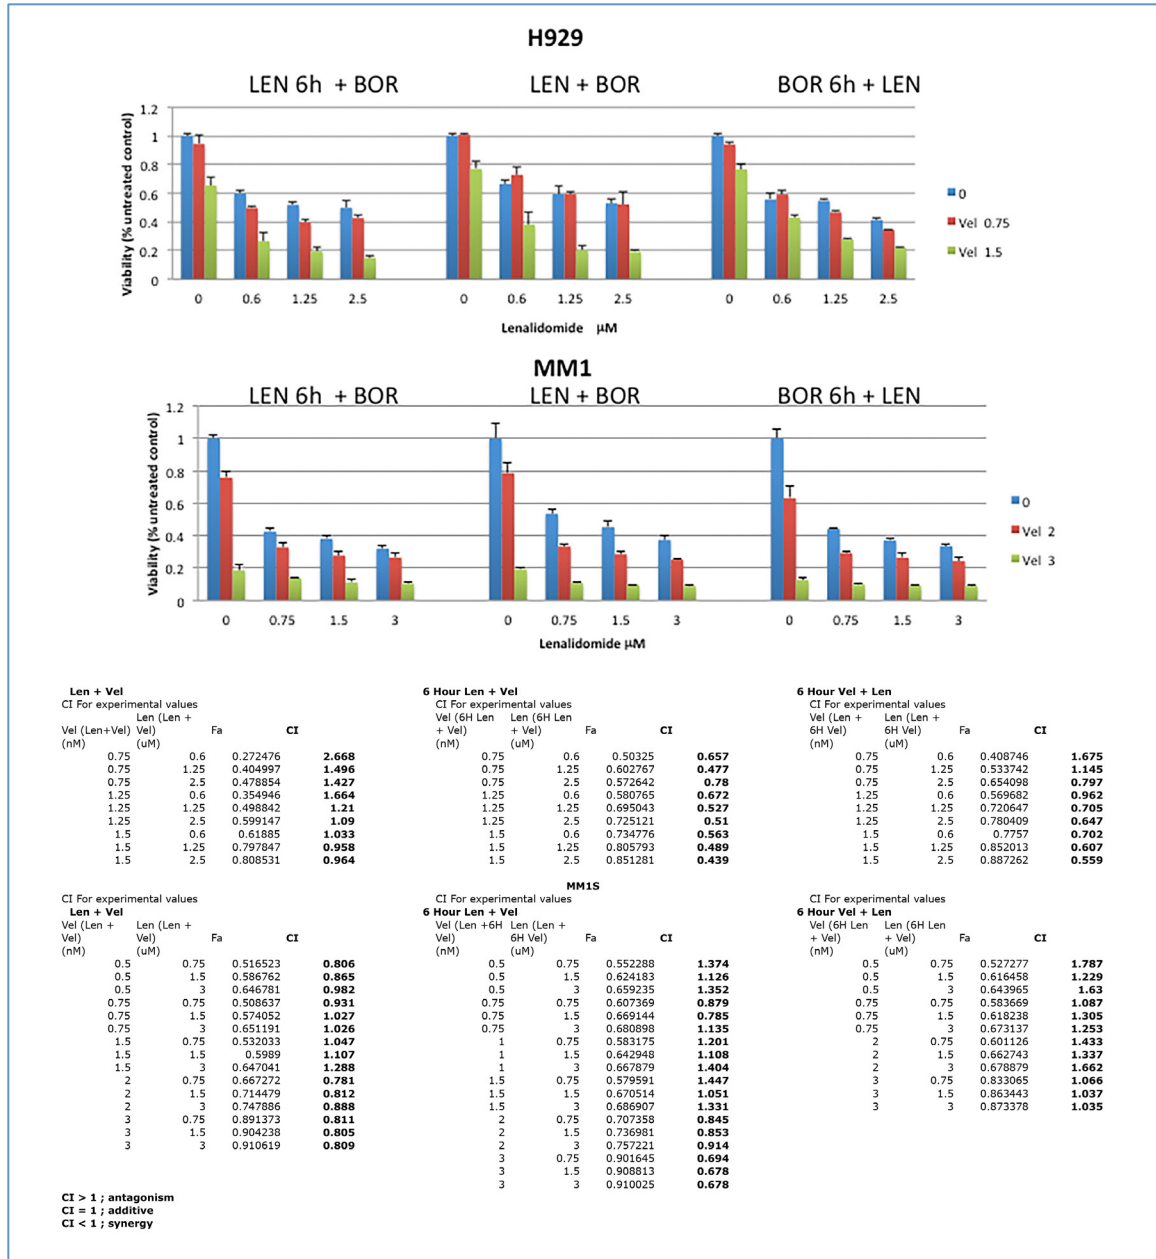 H929
LEN 6h + BOR LEN + BOR BOR 6h + LEN
Viability (% untreated control)
1.2
1
0.8
0.6
0.4
0.2
0
0 0.6 1.25 2.5 0 0.6 1.25 2.5 0 0.6 1.25 2.5
Lenalidomide µM
0
Vel 0.75
Vel 1.5
MM1
LEN 6h + BOR LEN + BOR BOR 6h + LEN
Viability (% untreated control)
1.2
1
0.8
0.6
0.4
0.2
0
0 0.75 1.5 3 0 0.75 1.5 3 0 0.75 1.5 3
Lenalidomide µM
0
Vel 2
Vel 3
Len + Vel
CI For experimental values
Vel (Len+Vel) (nM) Len (Len + Vel) (uM) Fa CI
0.75 0.6 0.272476 2.668
0.75 1.25 0.404997 1.496
0.75 2.5 0.478854 1.427
1.25 0.6 0.354946 1.664
1.25 1.25 0.498842 1.21
1.25 2.5 0.599147 1.09
1.5 0.6 0.61885 1.033
1.5 1.25 0.797847 0.958
1.5 2.5 0.808531 0.964
6 Hour Len + Vel
CI For experimental values
Vel (6H Len + Vel) (nM) Len (6H Len + Vel) (uM) Fa CI
0.75 0.6 0.50325 0.657
0.75 1.25 0.602767 0.477
0.75 2.5 0.572642 0.78
1.25 0.6 0.580765 0.672
1.25 1.25 0.695043 0.527
1.25 2.5 0.725121 0.51
1.5 0.6 0.734776 0.563
1.5 1.25 0.805793 0.489
1.5 2.5 0.851281 0.439
6 Hour Vel + Len
CI For experimental values
Vel (Len + 6H Vel) (nM) Len (Len + 6H Vel) (uM) Fa CI
0.75 0.6 0.408746 1.675
0.75 1.25 0.533742 1.145
0.75 2.5 0.654098 0.797
1.25 0.6 0.569682 0.962
1.25 1.25 0.720647 0.705
1.25 2.5 0.780409 0.647
1.5 0.6 0.7757 0.702
1.5 1.25 0.852013 0.607
1.5 2.5 0.887262 0.559
MM1S
CI For experimental values
Len + Vel
Vel (Len + Vel) (nM) Len (Len + Vel) (uM) Fa CI
0.5 0.75 0.516523 0.806
0.5 1.5 0.586762 0.865
0.5 3 0.646781 0.982
0.75 0.75 0.508637 0.931
0.75 1.5 0.574052 1.027
0.75 3 0.651191 1.026
1.5 0.75 0.532033 1.047
1.5 1.5 0.5989 1.107
1.5 3 0.647041 1.288
2 0.75 0.667272 0.781
2 1.5 0.714479 0.812
2 3 0.747886 0.888
3 0.75 0.891373 0.811
3 1.5 0.904238 0.805
3 3 0.910619 0.809
CI For experimental values
6 Hour Len + Vel
Vel (Len +6H Vel) (nM) Len (Len + 6H Vel) (uM) Fa CI
0.5 0.75 0.552288 1.374
0.5 1.5 0.624183 1.126
0.5 3 0.659235 1.352
0.75 0.75 0.607369 0.879
0.75 1.5 0.669144 0.785
0.75 3 0.680898 1.135
1 0.75 0.583175 1.201
1 1.5 0.642948 1.108
1 3 0.667879 1.404
1.5 0.75 0.579591 1.447
1.5 1.5 0.670514 1.051
1.5 3 0.686907 1.331
2 0.75 0.707358 0.845
2 1.5 0.736981 0.853
2 3 0.757221 0.914
3 0.75 0.901645 0.694
3 1.5 0.908813 0.678
3 3 0.910025 0.678
CI For experimental values
6 Hour Vel + Len
Vel (6H Len + Vel) (nM) Len (6H Len + Vel) (uM) Fa CI
0.5 0.75 0.527277 1.787
0.5 1.5 0.616458 1.229
0.5 3 0.643965 1.63
0.75 0.75 0.583669 1.087
0.75 1.5 0.618238 1.305
0.75 3 0.673137 1.253
2 0.75 0.601126 1.433
2 1.5 0.662743 1.337
2 3 0.678879 1.662
3 0.75 0.833065 1.066
3 1.5 0.863443 1.037
3 3 0.873378 1.035
CI > 1 ; antagonism
CI = 1 ; additive
CI < 1 ; synergy